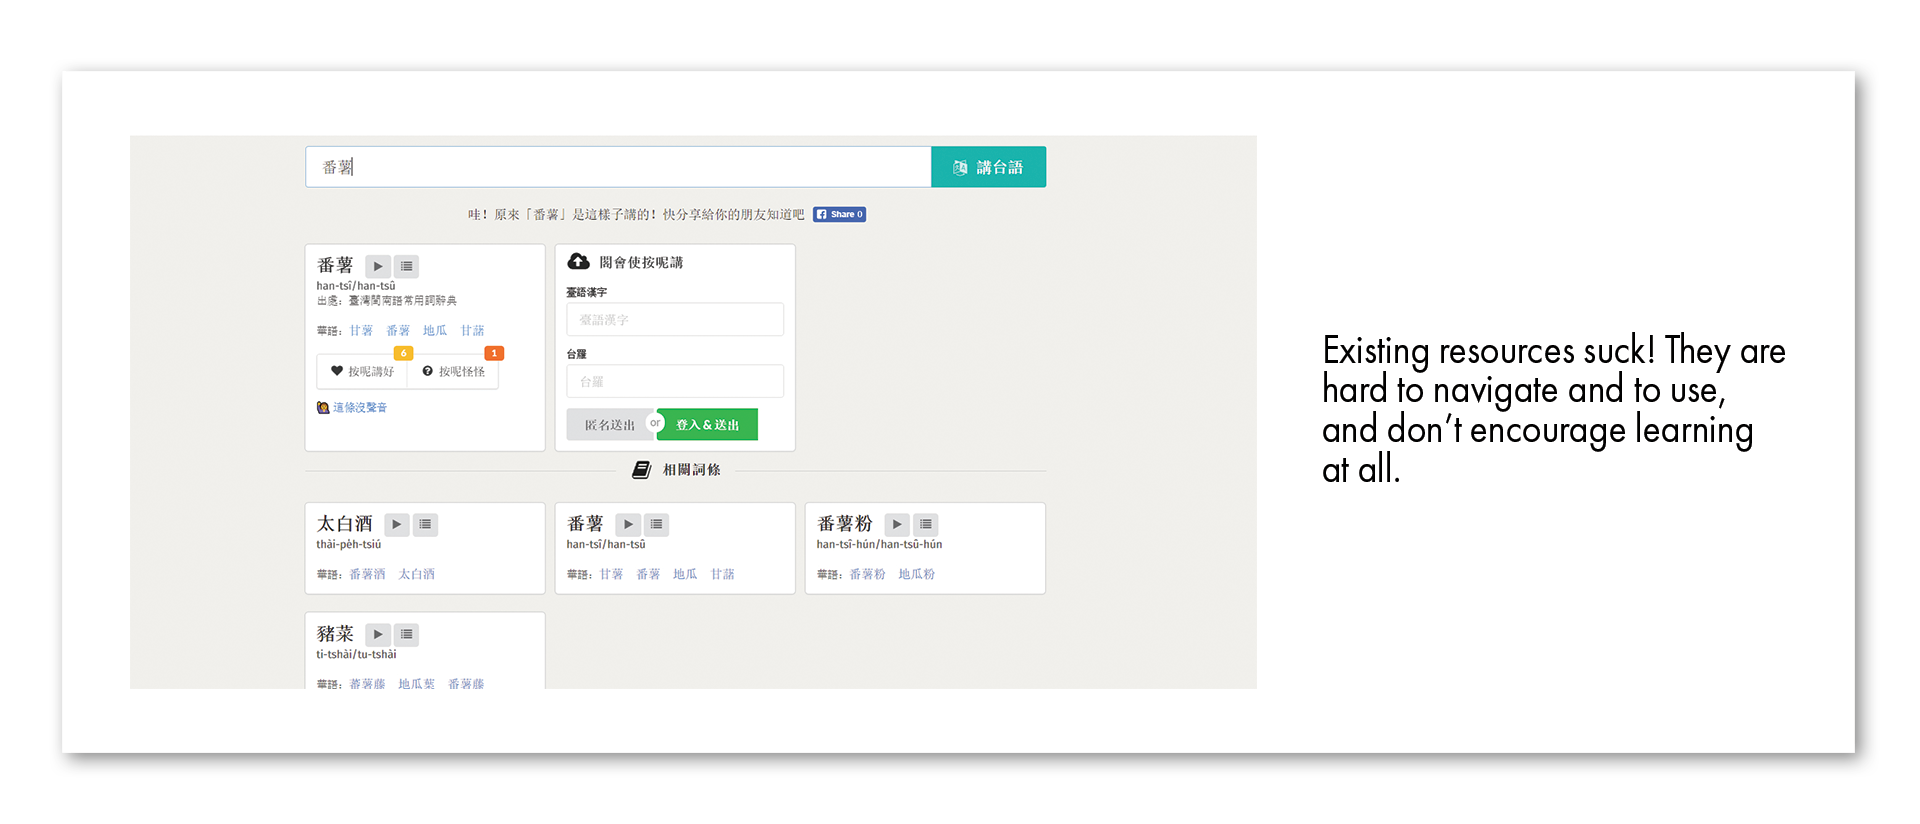 番薯
講台語
哇！原來「番薯」是這樣子講的！快分享給你的朋友知道吧
Share 0
番薯
han-tsî/han-tsû
出處：臺灣閩南語常用詞辭典
華語：甘薯 番薯 地瓜 甘藷
6
1
按呢講好
按呢怪怪
這條沒聲音
閣會使按呢講
臺語漢字
臺語漢字
台羅
台羅
匿名送出
or
登入 & 送出
相關詞條
太白酒
thài-pe̍h-tsiú
華語：番薯酒 太白酒
番薯
han-tsî/han-tsû
華語：甘薯 番薯 地瓜 甘藷
番薯粉
han-tsî-hún/han-tsû-hún
華語：番薯粉 地瓜粉
豬菜
ti-tshài/tu-tshài
華語：蕃薯藤 地瓜葉 番薯藤
Existing resources suck! They are
hard to navigate and to use,
and don’t encourage learning
at all.